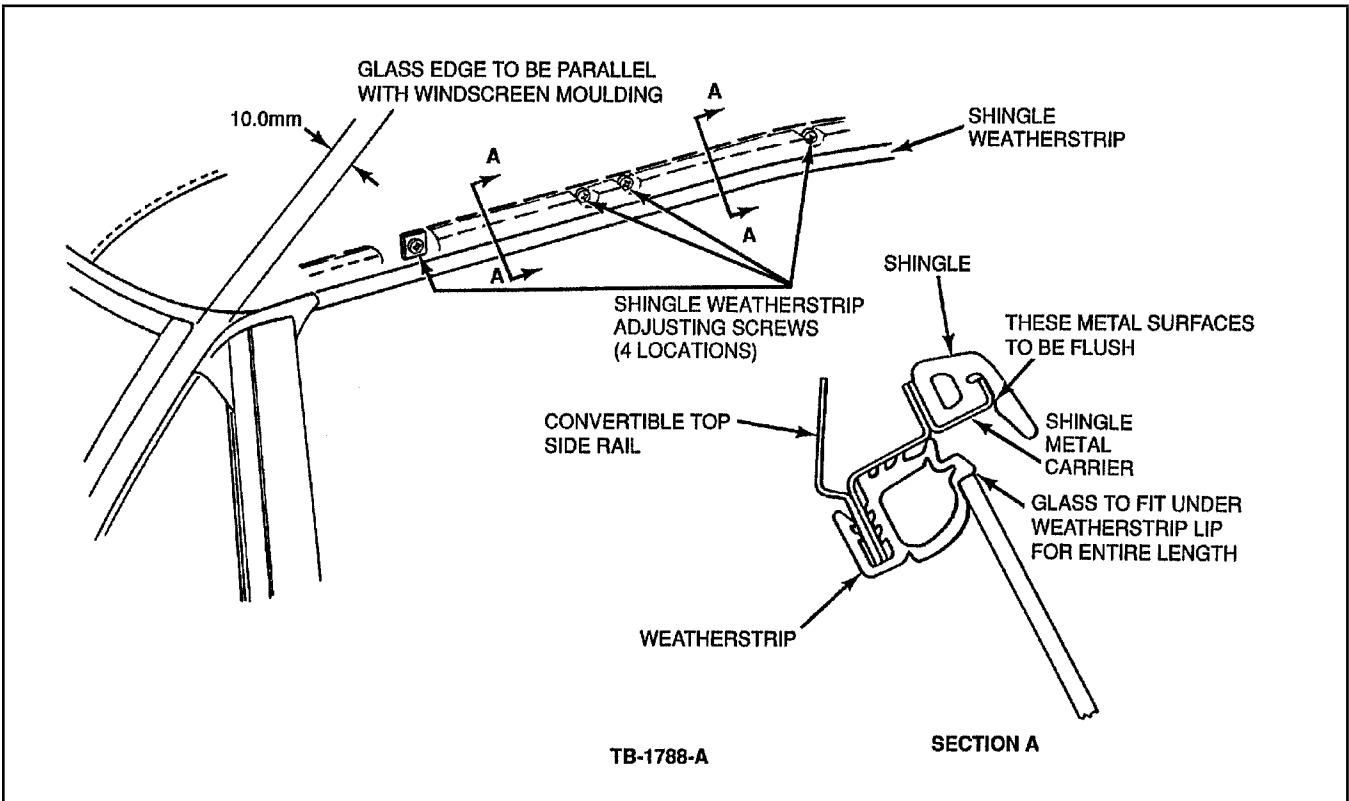 GLASS EDGE TO BE PARALLEL
WITH WINDSCREEN MOULDING
10.0mm
A
A
SHINGLE
WEATHERSTRIP
A
A
SHINGLE WEATHERSTRIP
ADJUSTING SCREWS
(4 LOCATIONS)
SHINGLE
THESE METAL SURFACES
TO BE FLUSH
CONVERTIBLE TOP
SIDE RAIL
SHINGLE
METAL
CARRIER
GLASS TO FIT UNDER
WEATHERSTRIP LIP
FOR ENTIRE LENGTH
WEATHERSTRIP
TB-1788-A
SECTION A